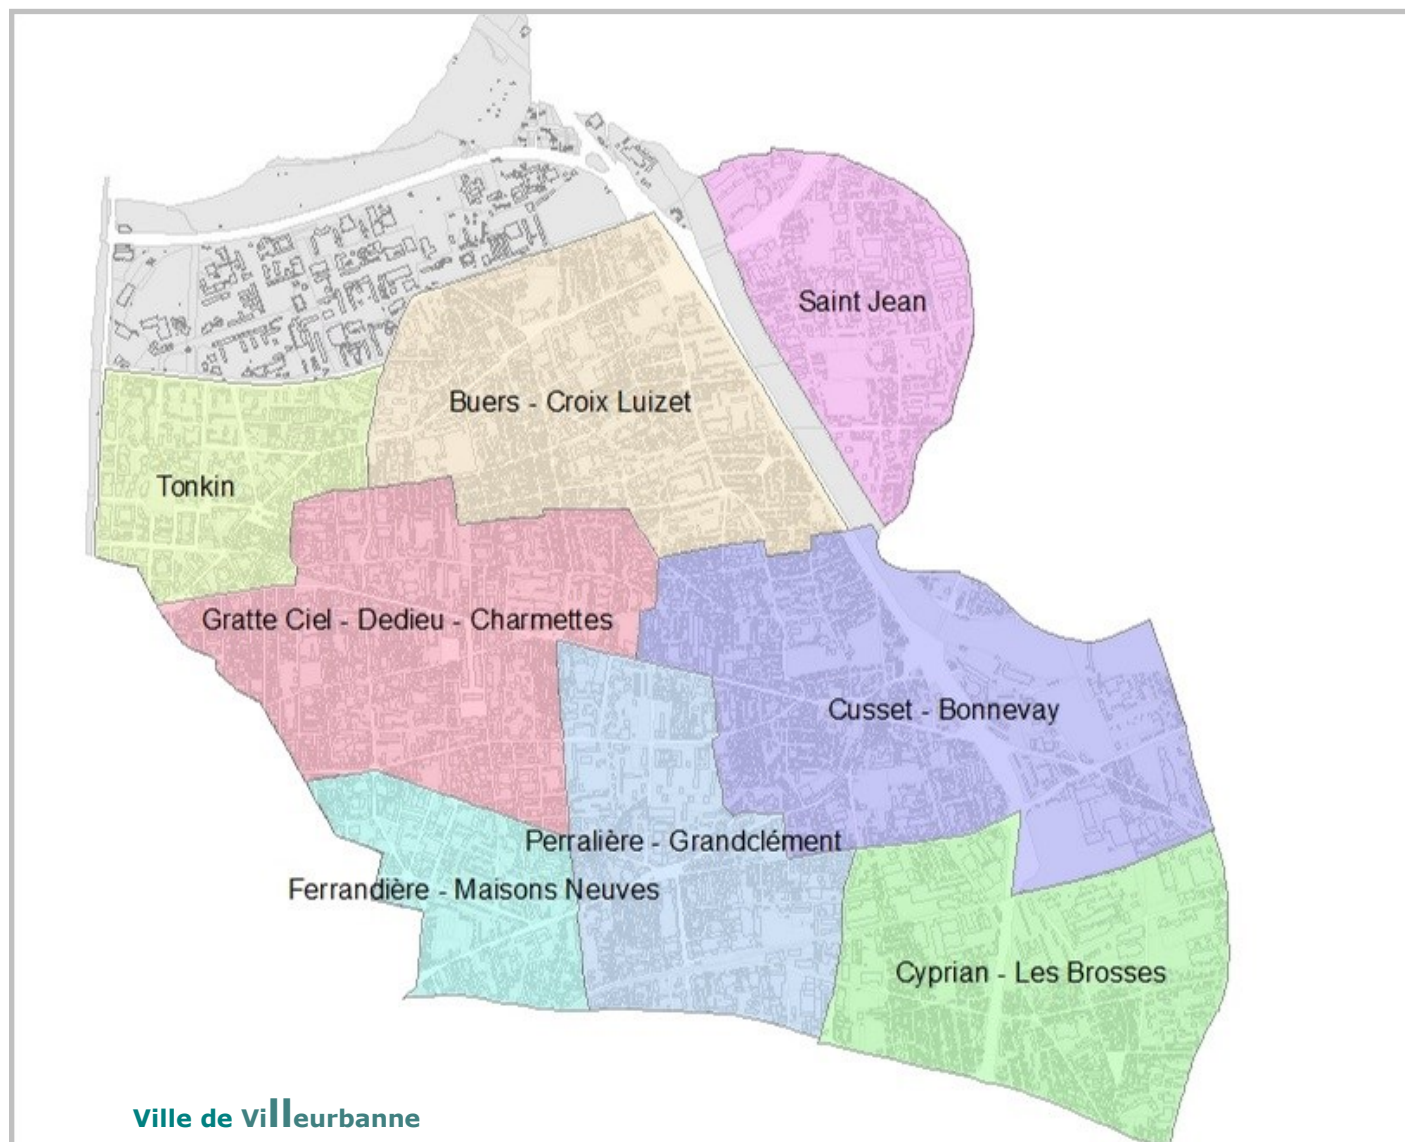 Saint Jean
Buers - Croix Luizet
Tonkin
Gratte Ciel - Dedieu - Charmettes
Cusset - Bonnevay
Perralière - Grandclément
Ferrandière - Maisons Neuves
Cyprian - Les Brosses
Ville de Villeurbanne